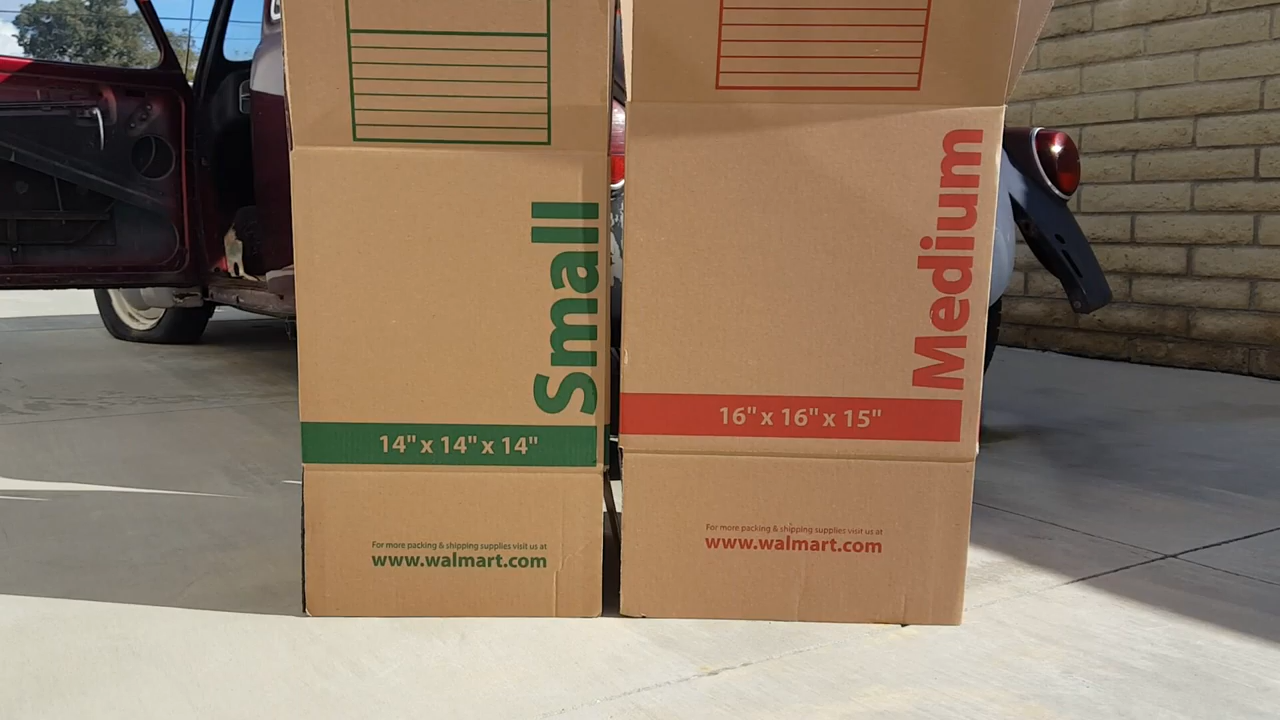 Small
14" x 14" x 14"
For more packing & shipping supplies visit us at
www.walmart.com
Medium
16" x 16" x 15"
For more packing & shipping supplies visit us at
www.walmart.com